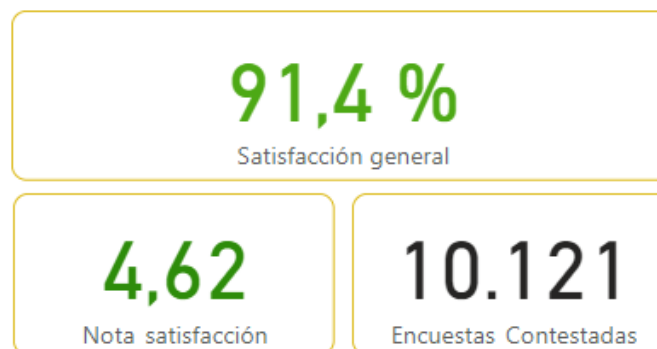 91,4 %
Satisfacción general
4,62
10.121
Nota satisfacción
Encuestas Contestadas